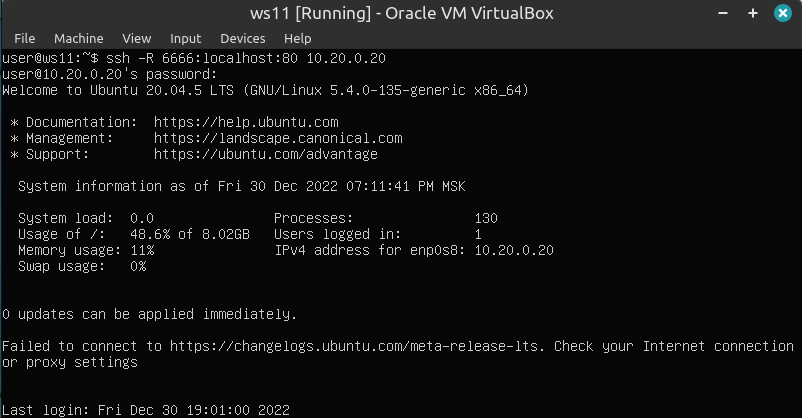 ws11 [Running] - Oracle VM VirtualBox
File Machine View Input Devices Help
user@ws11:~$ ssh -R 6666:localhost:80 10.20.0.20
user@10.20.0.20's password:
Welcome to Ubuntu 20.04.5 LTS (GNU/Linux 5.4.0-135-generic x86_64)
* Documentation: https://help.ubuntu.com
* Management: https://landscape.canonical.com
* Support: https://ubuntu.com/advantage
System information as of Fri 30 Dec 2022 07:11:41 PM MSK
System load: 0.0 Processes: 130
Usage of /: 48.6% of 8.02GB Users logged in: 1
Memory usage: 11% IPv4 address for enp0s8: 10.20.0.20
Swap usage: 0%
0 updates can be applied immediately.
Failed to connect to https://changelogs.ubuntu.com/meta-release-lts. Check your Internet connection
or proxy settings
Last login: Fri Dec 30 19:01:00 2022